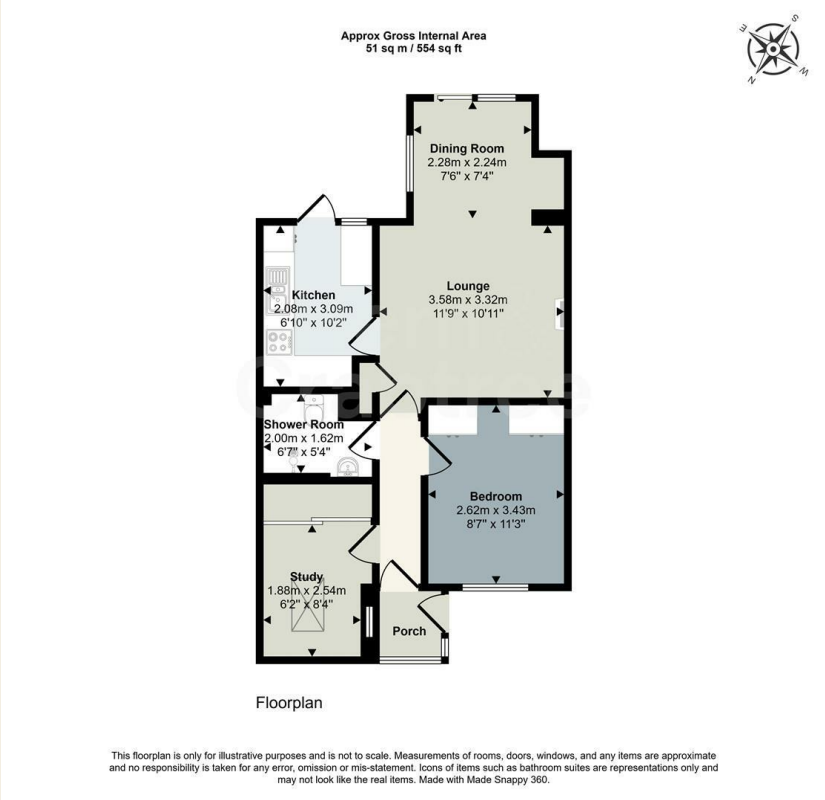 Approx Gross Internal Area
51 sq m / 554 sq ft
S
E
W
N
Dining Room
2.28m x 2.24m
7'6" x 7'4"
Kitchen
2.08m x 3.09m
6'10" x 10'2"
Lounge
3.58m x 3.32m
11'9" x 10'11"
Shower Room
2.00m x 1.62m
6'7" x 5'4"
Bedroom
2.62m x 3.43m
8'7" x 11'3"
Study
1.88m x 2.54m
6'2" x 8'4"
Porch
Floorplan
This floorplan is only for illustrative purposes and is not to scale. Measurements of rooms, doors, windows, and any items are approximate
and no responsibility is taken for any error, omission or mis-statement. Icons of items such as bathroom suites are representations only and
may not look like the real items. Made with Made Snappy 360.